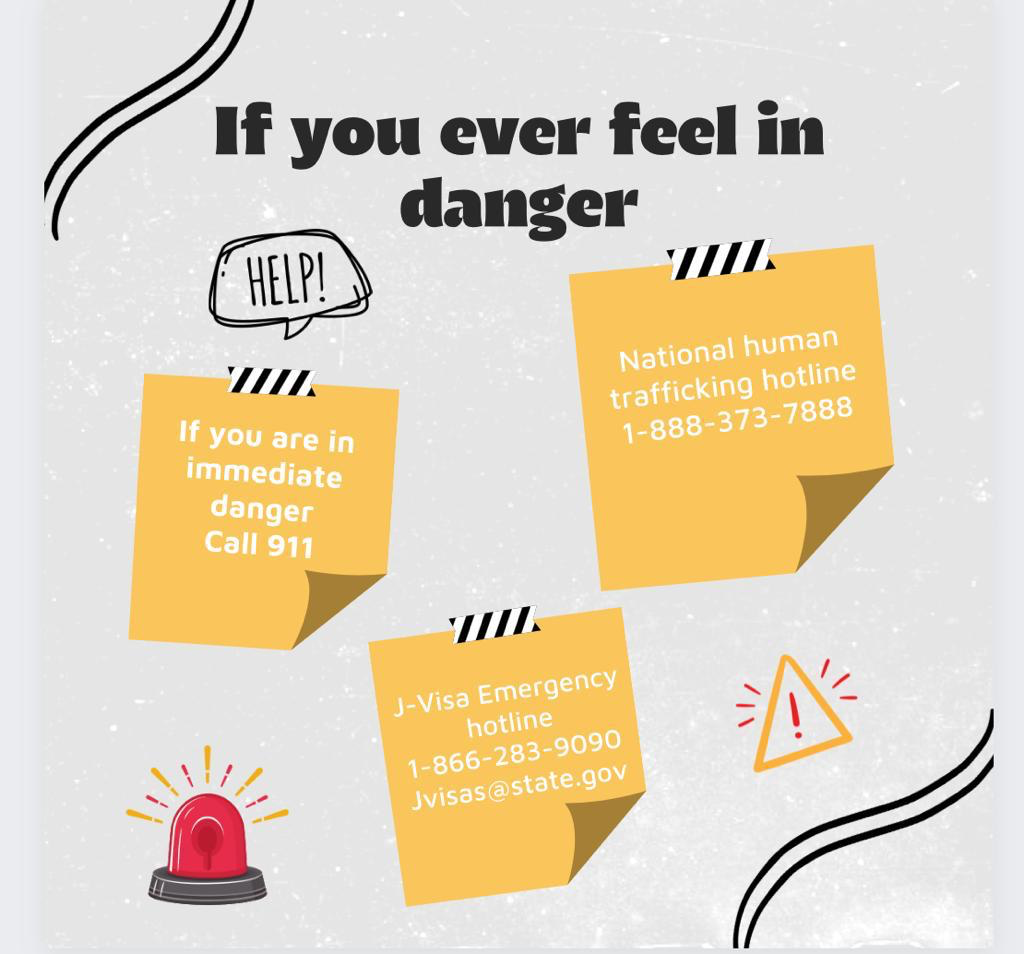 If you ever feel in
danger
HELP!
If you are in
immediate
danger
Call 911
National human
trafficking hotline
1-888-373-7888
J-Visa Emergency
hotline
1-866-283-9090
Jvisas@state.gov